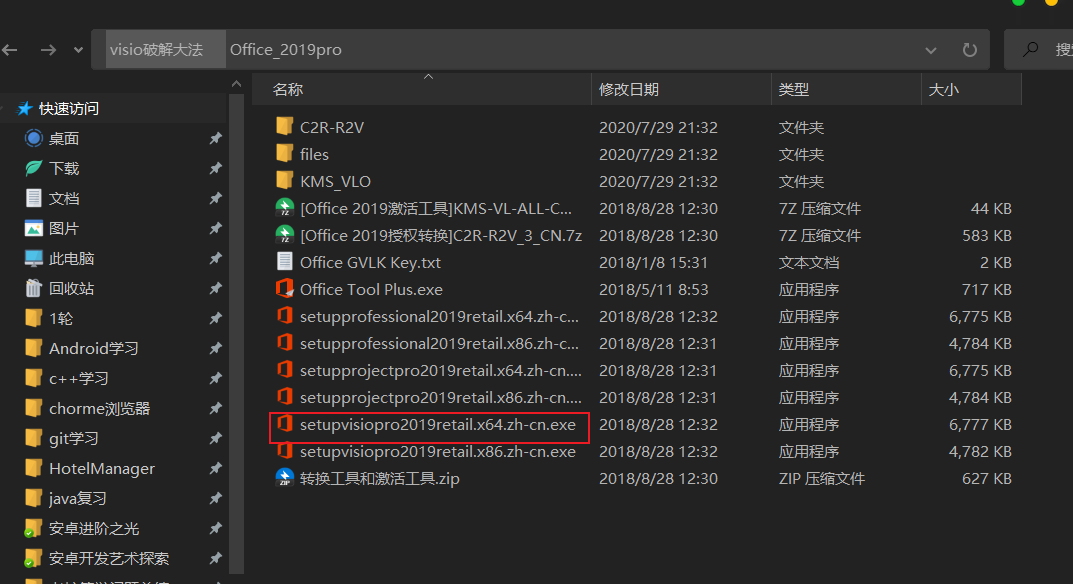 visio破解大法 Office_2019pro 搜
名称 修改日期 类型 大小
快速访问
桌面
下载
文档
图片
此电脑
回收站
1轮
Android学习
c++学习
chorme浏览器
git学习
HotelManager
java复习
安卓进阶之光
安卓开发艺术探索
C2R-R2V 2020/7/29 21:32 文件夹
files 2020/7/29 21:32 文件夹
KMS_VLO 2020/7/29 21:32 文件夹
[Office 2019激活工具]KMS-VL-ALL-C... 2018/8/28 12:30 7Z 压缩文件 44 KB
[Office 2019授权转换]C2R-R2V_3_CN.7z 2018/8/28 12:30 7Z 压缩文件 583 KB
Office GVLK Key.txt 2018/1/8 15:31 文本文档 2 KB
Office Tool Plus.exe 2018/5/11 8:53 应用程序 717 KB
setupprofessional2019retail.x64.zh-c... 2018/8/28 12:32 应用程序 6,775 KB
setupprofessional2019retail.x86.zh-c... 2018/8/28 12:31 应用程序 4,784 KB
setupprojectpro2019retail.x64.zh-cn.... 2018/8/28 12:31 应用程序 6,775 KB
setupprojectpro2019retail.x86.zh-cn.... 2018/8/28 12:31 应用程序 4,784 KB
setupvisiopro2019retail.x64.zh-cn.exe 2018/8/28 12:32 应用程序 6,777 KB
setupvisiopro2019retail.x86.zh-cn.exe 2018/8/28 12:32 应用程序 4,782 KB
转换工具和激活工具.zip 2018/8/28 12:30 ZIP 压缩文件 627 KB